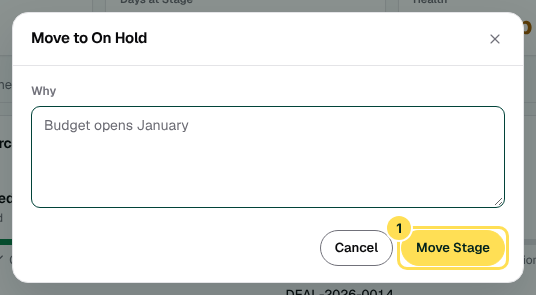 Days at Stage
Health
Move to On Hold
Why
Budget opens January
1
Cancel
Move Stage
DEAL-2026-0014